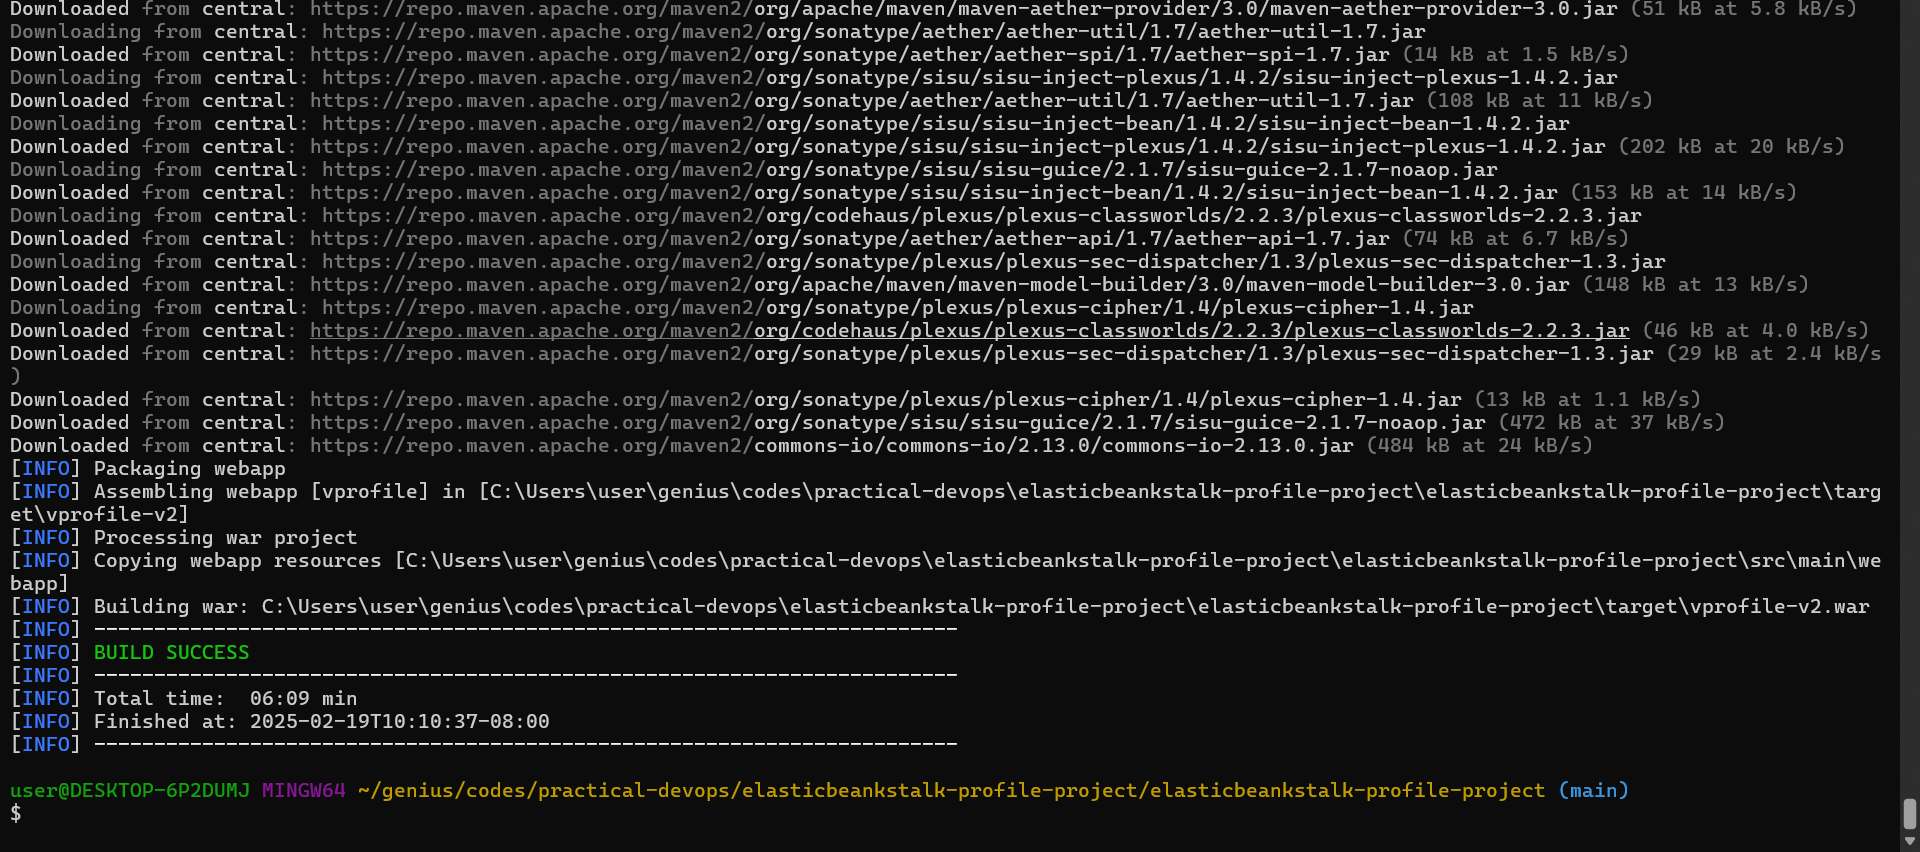 Downloaded from central: https://repo.maven.apache.org/maven2/org/apache/maven/maven-aether-provider/3.0/maven-aether-provider-3.0.jar (51 kB at 5.8 kB/s)
Downloading from central: https://repo.maven.apache.org/maven2/org/sonatype/aether/aether-util/1.7/aether-util-1.7.jar
Downloaded from central: https://repo.maven.apache.org/maven2/org/sonatype/aether/aether-spi/1.7/aether-spi-1.7.jar (14 kB at 1.5 kB/s)
Downloading from central: https://repo.maven.apache.org/maven2/org/sonatype/sisu/sisu-inject-plexus/1.4.2/sisu-inject-plexus-1.4.2.jar
Downloaded from central: https://repo.maven.apache.org/maven2/org/sonatype/aether/aether-util/1.7/aether-util-1.7.jar (108 kB at 11 kB/s)
Downloading from central: https://repo.maven.apache.org/maven2/org/sonatype/sisu/sisu-inject-bean/1.4.2/sisu-inject-bean-1.4.2.jar
Downloaded from central: https://repo.maven.apache.org/maven2/org/sonatype/sisu/sisu-inject-plexus/1.4.2/sisu-inject-plexus-1.4.2.jar (202 kB at 20 kB/s)
Downloading from central: https://repo.maven.apache.org/maven2/org/sonatype/sisu/sisu-guice/2.1.7/sisu-guice-2.1.7-noaop.jar
Downloaded from central: https://repo.maven.apache.org/maven2/org/sonatype/sisu/sisu-inject-bean/1.4.2/sisu-inject-bean-1.4.2.jar (153 kB at 14 kB/s)
Downloading from central: https://repo.maven.apache.org/maven2/org/codehaus/plexus/plexus-classworlds/2.2.3/plexus-classworlds-2.2.3.jar
Downloaded from central: https://repo.maven.apache.org/maven2/org/sonatype/aether/aether-api/1.7/aether-api-1.7.jar (74 kB at 6.7 kB/s)
Downloading from central: https://repo.maven.apache.org/maven2/org/sonatype/plexus/plexus-sec-dispatcher/1.3/plexus-sec-dispatcher-1.3.jar
Downloaded from central: https://repo.maven.apache.org/maven2/org/apache/maven/maven-model-builder/3.0/maven-model-builder-3.0.jar (148 kB at 13 kB/s)
Downloading from central: https://repo.maven.apache.org/maven2/org/sonatype/plexus/plexus-cipher/1.4/plexus-cipher-1.4.jar
Downloaded from central: https://repo.maven.apache.org/maven2/org/codehaus/plexus/plexus-classworlds/2.2.3/plexus-classworlds-2.2.3.jar (46 kB at 4.0 kB/s)
Downloaded from central: https://repo.maven.apache.org/maven2/org/sonatype/plexus/plexus-sec-dispatcher/1.3/plexus-sec-dispatcher-1.3.jar (29 kB at 2.4 kB/s
)
Downloaded from central: https://repo.maven.apache.org/maven2/org/sonatype/plexus/plexus-cipher/1.4/plexus-cipher-1.4.jar (13 kB at 1.1 kB/s)
Downloaded from central: https://repo.maven.apache.org/maven2/org/sonatype/sisu/sisu-guice/2.1.7/sisu-guice-2.1.7-noaop.jar (472 kB at 37 kB/s)
Downloaded from central: https://repo.maven.apache.org/maven2/commons-io/commons-io/2.13.0/commons-io-2.13.0.jar (484 kB at 24 kB/s)
[INFO] Packaging webapp
[INFO] Assembling webapp [vprofile] in [C:\Users\user\genius\codes\practical-devops\elasticbeankstalk-profile-project\elasticbeankstalk-profile-project\targ
et\vprofile-v2]
[INFO] Processing war project
[INFO] Copying webapp resources [C:\Users\user\genius\codes\practical-devops\elasticbeankstalk-profile-project\elasticbeankstalk-profile-project\src\main\we
bapp]
[INFO] Building war: C:\Users\user\genius\codes\practical-devops\elasticbeankstalk-profile-project\elasticbeankstalk-profile-project\target\vprofile-v2.war
[INFO] ------------------------------------------------------------------------
[INFO] BUILD SUCCESS
[INFO] ------------------------------------------------------------------------
[INFO] Total time:  06:09 min
[INFO] Finished at: 2025-02-19T10:10:37-08:00
[INFO] ------------------------------------------------------------------------
user@DESKTOP-6P2DUMJ MINGW64 ~/genius/codes/practical-devops/elasticbeankstalk-profile-project/elasticbeankstalk-profile-project (main)
$